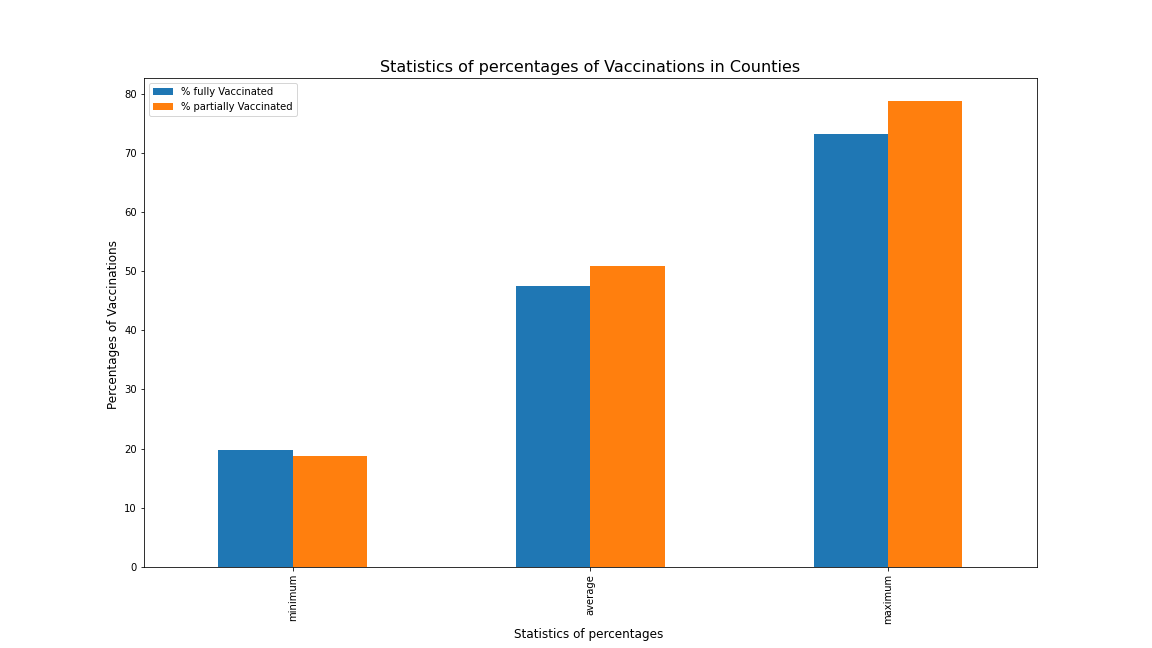 Statistics of percentages of Vaccinations in Counties
% fully Vaccinated
% partially Vaccinated
Percentages of Vaccinations
80
70
60
50
40
30
20
10
0
minimum
average
maximum
Statistics of percentages